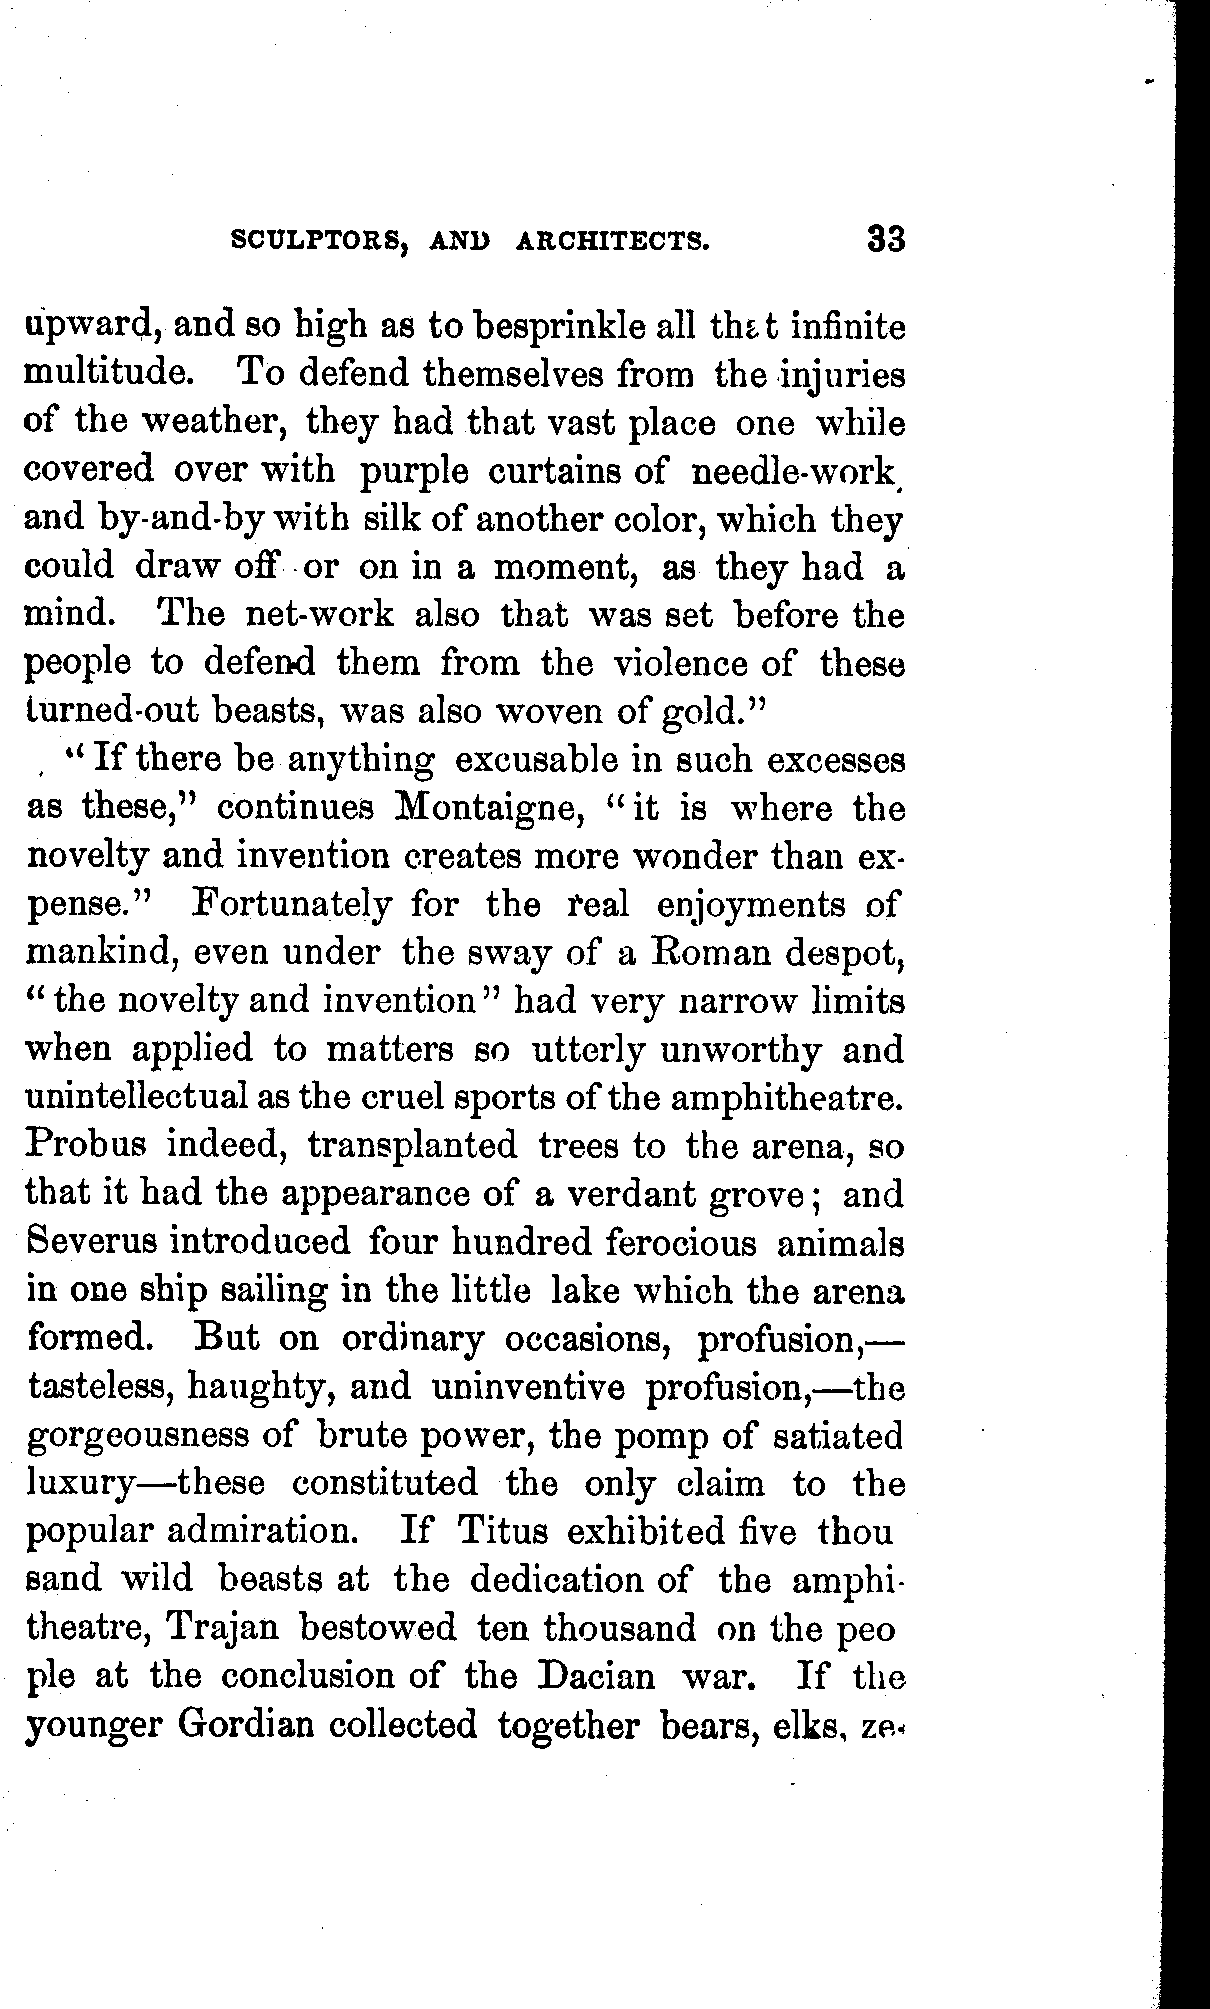 SCULPTORS, AND ARCHITECTS. 33
upward, and so high as to besprinkle all that infinite
multitude. To defend themselves from the injuries
of the weather, they had that vast place one while
covered over with purple curtains of needle-work,
and by-and-by with silk of another color, which they
could draw off or on in a moment, as they had a
mind. The net-work also that was set before the
people to defend them from the violence of these
turned-out beasts, was also woven of gold."
"If there be anything excusable in such excesses
as these," continues Montaigne, "it is where the
novelty and invention creates more wonder than ex-
pense." Fortunately for the real enjoyments of
mankind, even under the sway of a Roman despot,
"the novelty and invention" had very narrow limits
when applied to matters so utterly unworthy and
unintellectual as the cruel sports of the amphitheatre.
Probus indeed, transplanted trees to the arena, so
that it had the appearance of a verdant grove; and
Severus introduced four hundred ferocious animals
in one ship sailing in the little lake which the arena
formed. But on ordinary occasions, profusion,—
tasteless, haughty, and uninventive profusion,—the
gorgeousness of brute power, the pomp of satiated
luxury—these constituted the only claim to the
popular admiration. If Titus exhibited five thou
sand wild beasts at the dedication of the amphi-
theatre, Trajan bestowed ten thousand on the peo
ple at the conclusion of the Dacian war. If the
younger Gordian collected together bears, elks, ze-